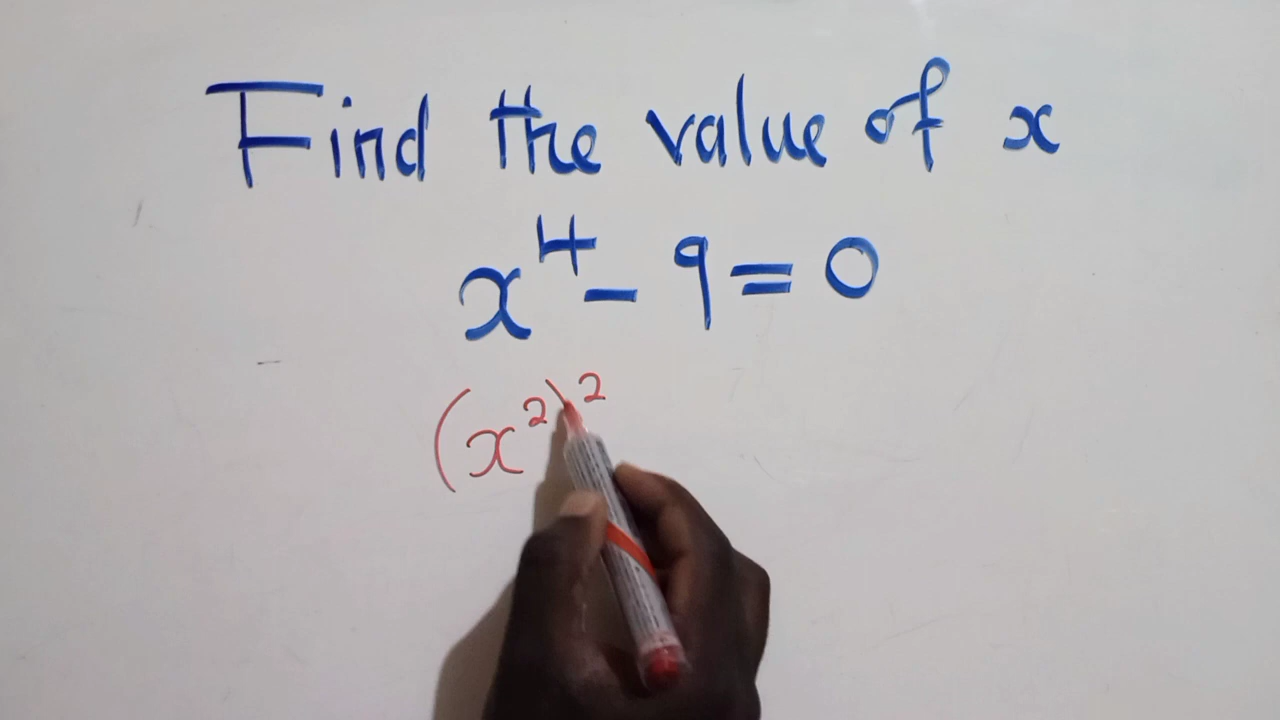 Find the value of x
x⁴ - 9 = 0
(x²)²